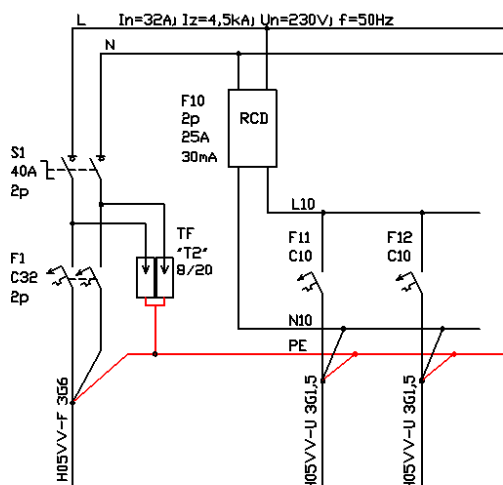 L In=32A; Iz=4,5kA; Un=230V; f=50Hz
N
F10
2p
25A
30mA
RCD
S1
40A
2p
L10
TF
"T2"
8/20
F11
C10
F12
C10
F1
C32
2p
N10
PE
H05VV-F 3G6
H05VV-U 3G1,5
H05VV-U 3G1,5